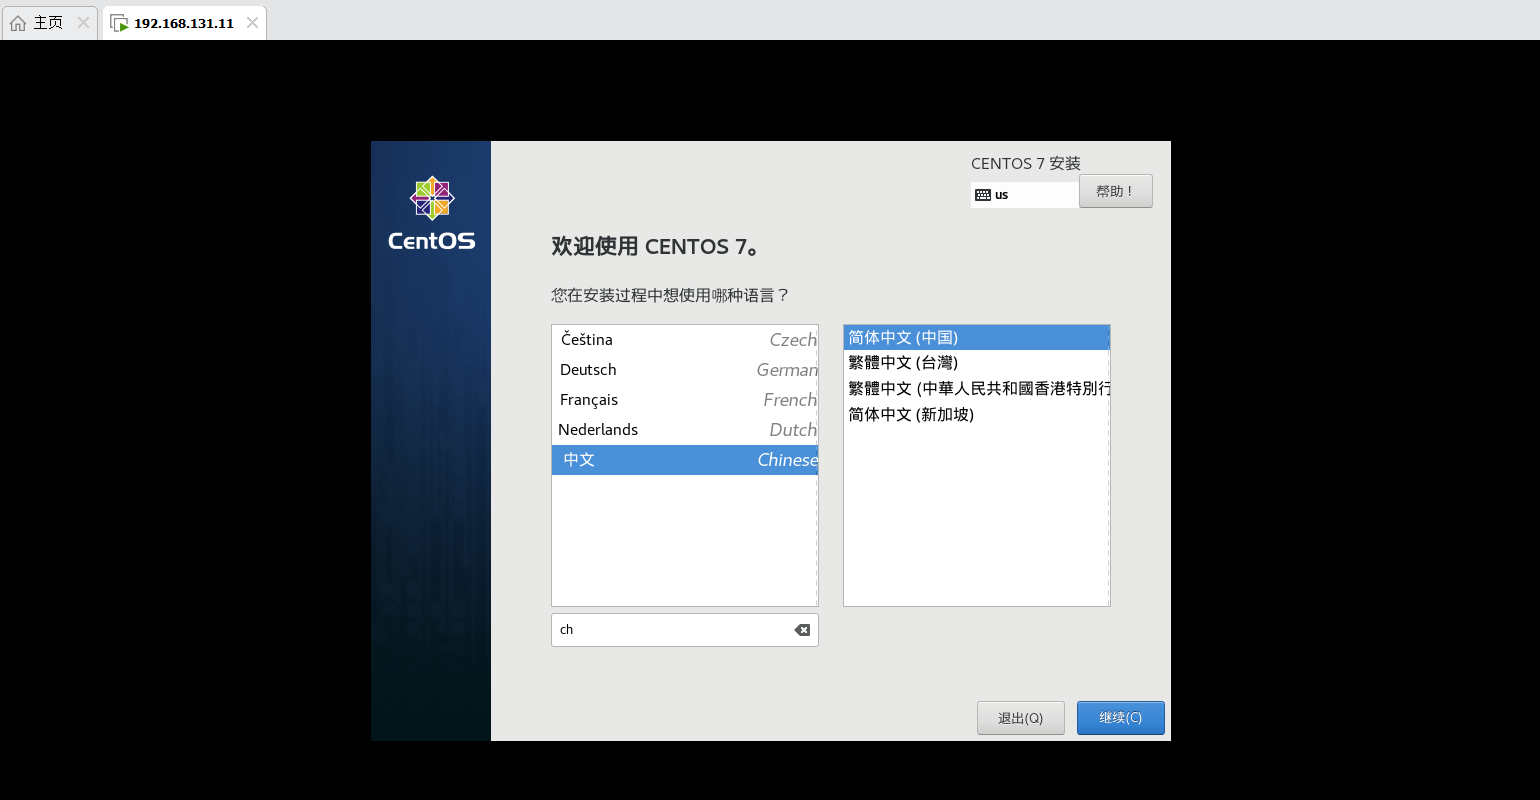 主页
192.168.131.11
CentOS
CENTOS 7 安装
us
帮助！
欢迎使用 CENTOS 7。
您在安装过程中想使用哪种语言？
Čeština Czech
Deutsch German
Français French
Nederlands Dutch
中文 Chinese
简体中文 (中国)
繁體中文 (台灣)
繁體中文 (中華人民共和國香港特別行
简体中文 (新加坡)
ch
退出(Q)
继续(C)